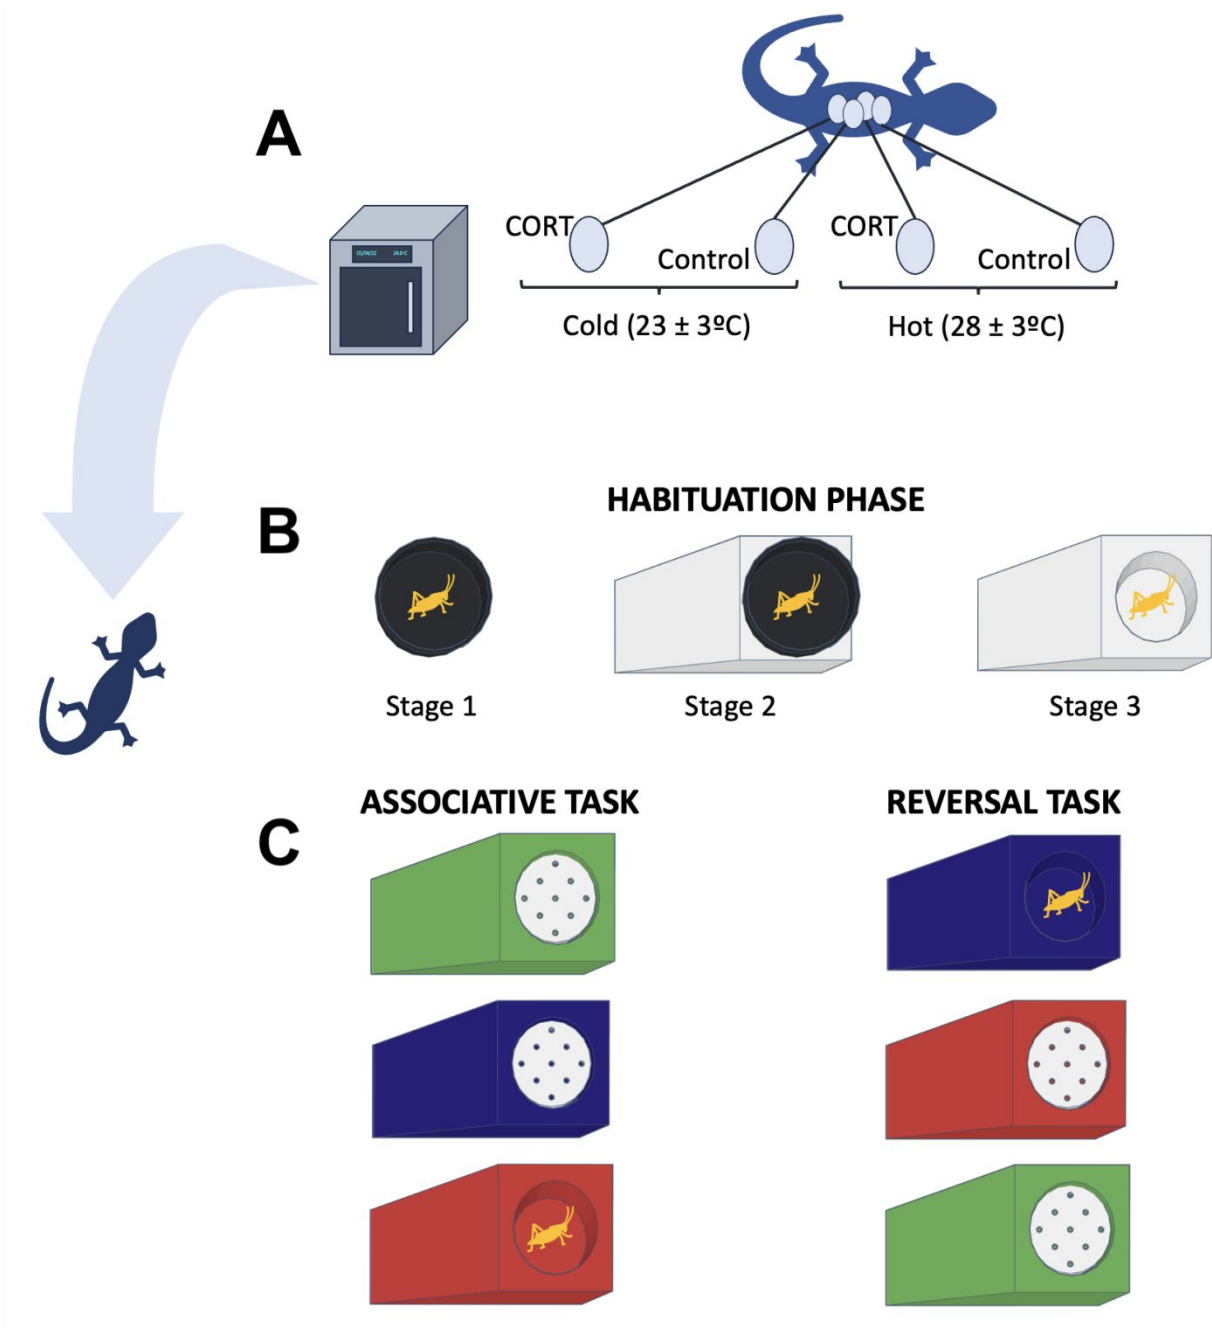 A
CORT
Control
CORT
Control
Cold (23 ± 3ºC)
Hot (28 ± 3ºC)
B
HABITUATION PHASE
Stage 1
Stage 2
Stage 3
C
ASSOCIATIVE TASK
REVERSAL TASK